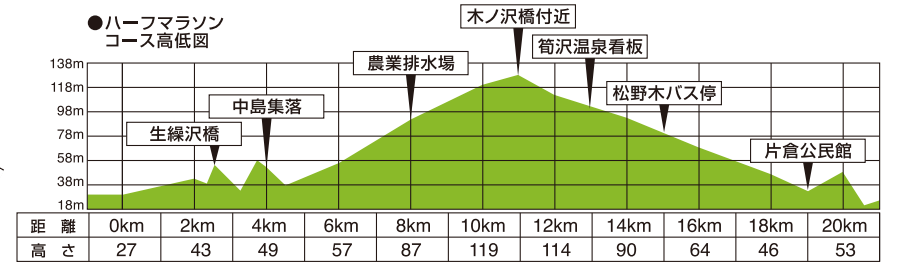 ●ハーフマラソン
コース高低図
木ノ沢橋付近
筍沢温泉看板
農業排水場
松野木バス停
中島集落
生繰沢橋
片倉公民館
138m
118m
98m
78m
58m
38m
18m
距離 0km 2km 4km 6km 8km 10km 12km 14km 16km 18km 20km
高さ 27 43 49 57 87 119 114 90 64 46 53